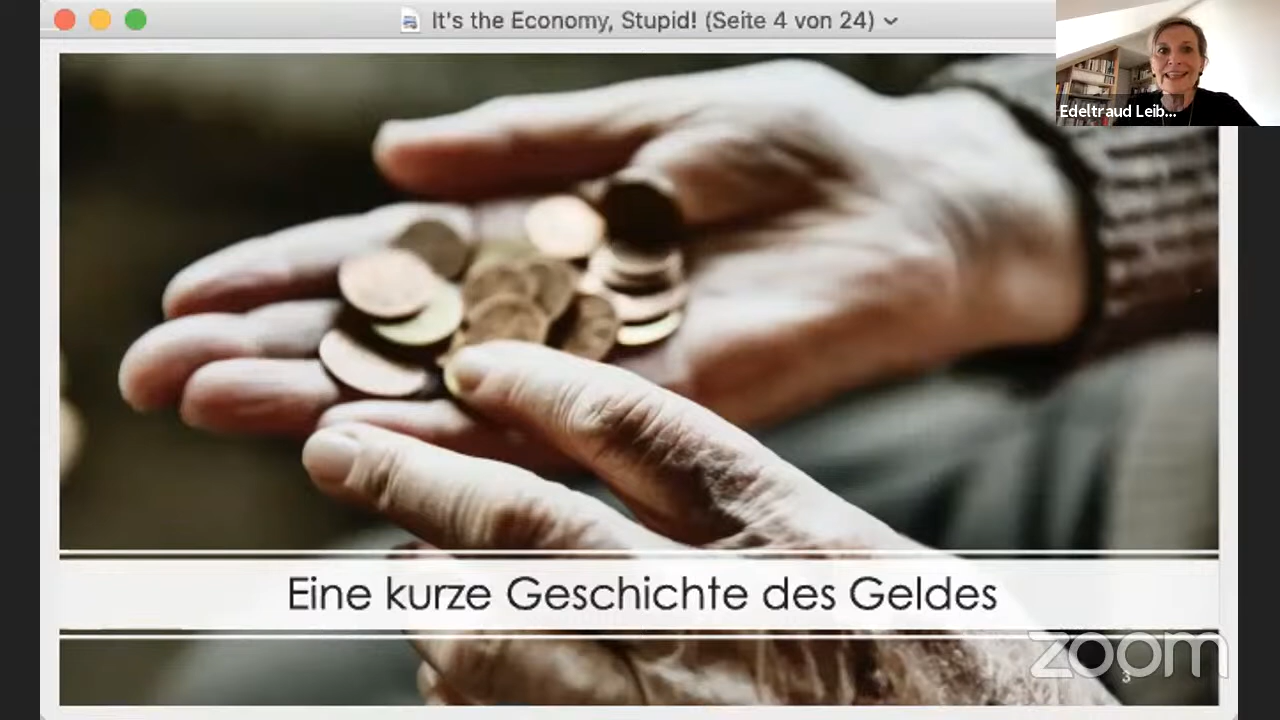 It's the Economy, Stupid! (Seite 4 von 24)
Edeltraud Leib...
Eine kurze Geschichte des Geldes
zoom
3